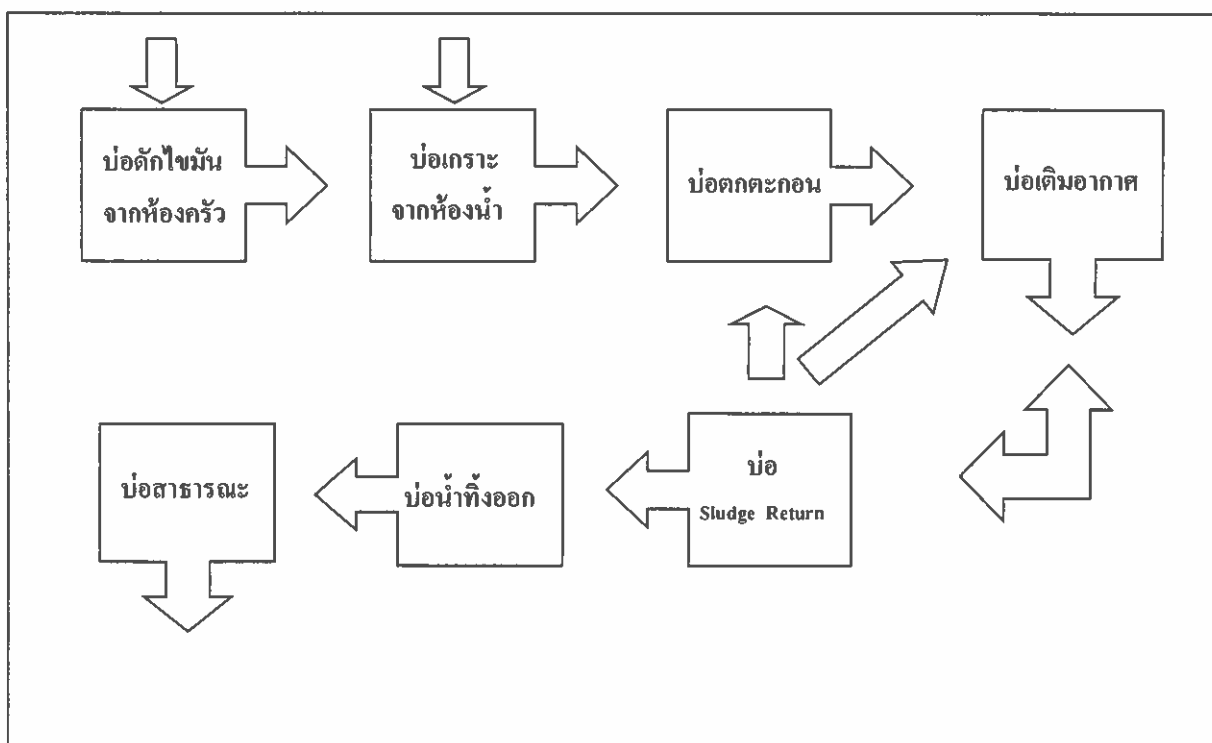 บ่อดักไขมัน
จากห้องครัว
บ่อเกราะ
จากห้องน้ำ
บ่อตกตะกอน
บ่อเติมอากาศ
บ่อสาธารณะ
บ่อน้ำทิ้งออก
บ่อ
Sludge Return